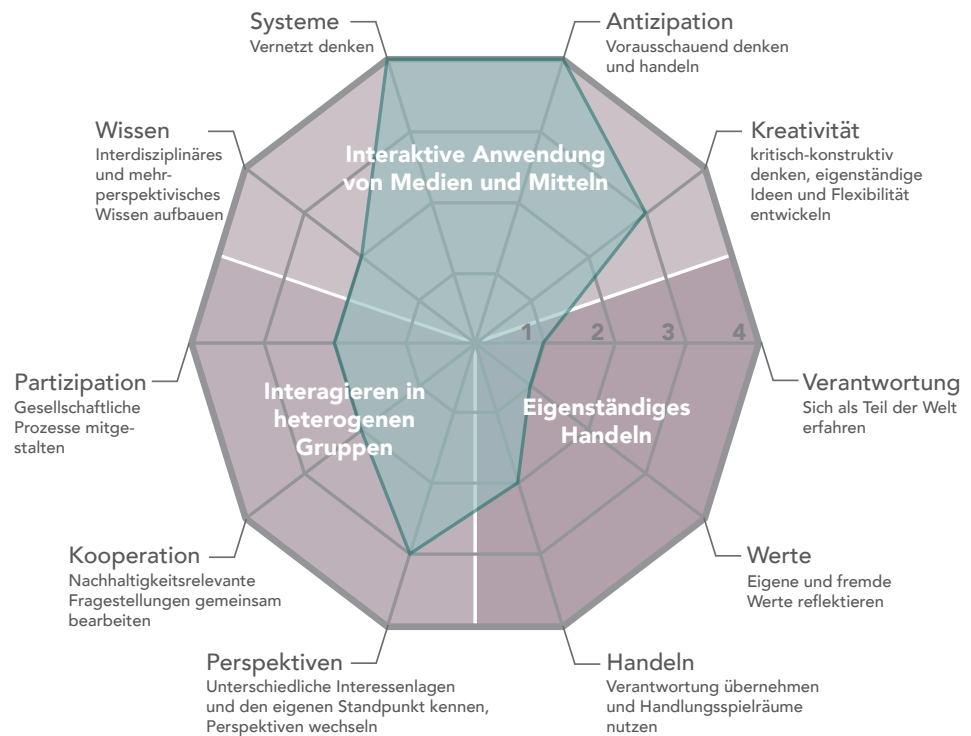 Systeme
Vernetzt denken
Antizipation
Vorausschauend denken
und handeln
Wissen
Interdisziplinäres
und mehr-
perspektivisches
Wissen aufbauen
Kreativität
kritisch-konstruktiv
denken, eigenständige
Ideen und Flexibilität
entwickeln
Interaktive Anwendung
von Medien und Mitteln
1 2 3 4
Partizipation
Gesellschaftliche
Prozesse mitge-
stalten
Interagieren in
heterogenen
Gruppen
Eigenständiges
Handeln
Verantwortung
Sich als Teil der Welt
erfahren
Kooperation
Nachhaltigkeitsrelevante
Fragestellungen gemeinsam
bearbeiten
Werte
Eigene und fremde
Werte reflektieren
Perspektiven
Unterschiedliche Interessenlagen
und den eigenen Standpunkt kennen,
Perspektiven wechseln
Handeln
Verantwortung übernehmen
und Handlungsspielräume
nutzen